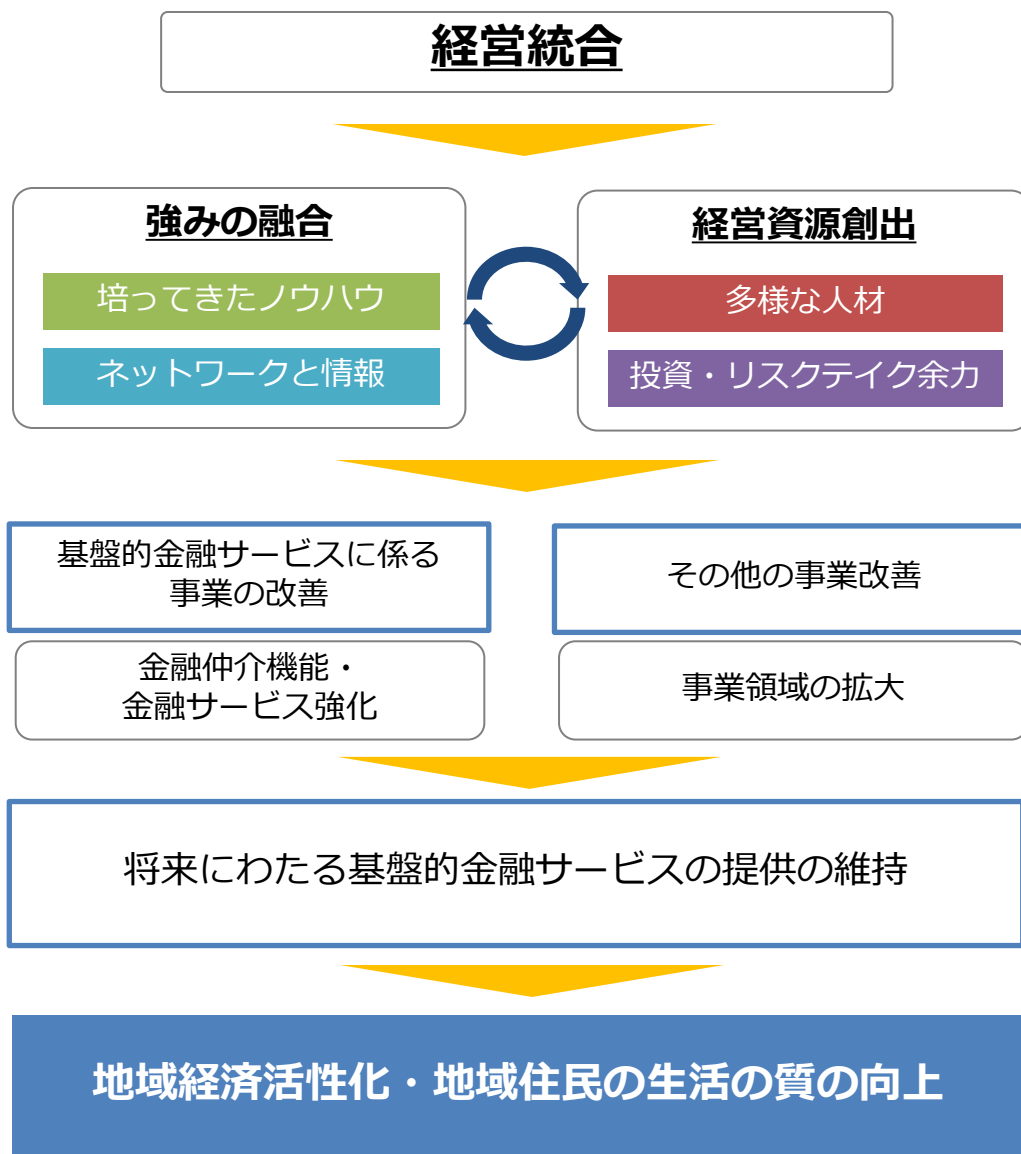 経営統合
強みの融合
培ってきたノウハウ
ネットワークと情報
経営資源創出
多様な人材
投資・リスクテイク余力
基盤的金融サービスに係る
事業の改善
その他の事業改善
金融仲介機能・
金融サービス強化
事業領域の拡大
将来にわたる基盤的金融サービスの提供の維持
地域経済活性化・地域住民の生活の質の向上